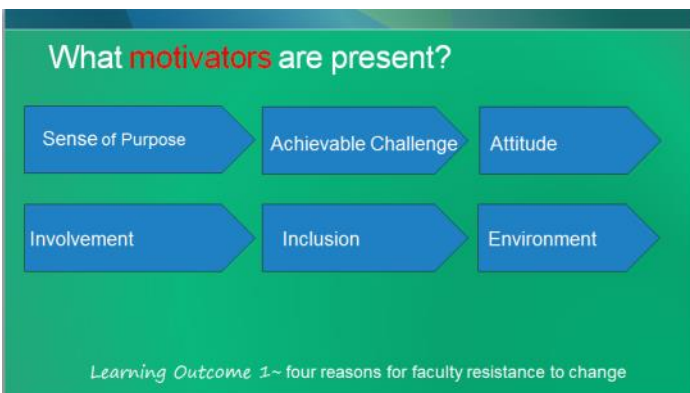 What motivators are present?
Sense of Purpose
Achievable Challenge
Attitude
Involvement
Inclusion
Environment
Learning Outcome 1~ four reasons for faculty resistance to change